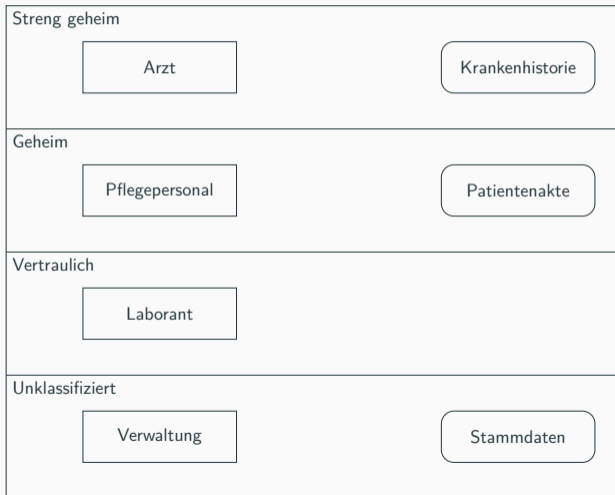 Streng geheim
Arzt
Krankenhistorie
Geheim
Pflegepersonal
Patientenakte
Vertraulich
Laborant
Unklassifiziert
Verwaltung
Stammdaten